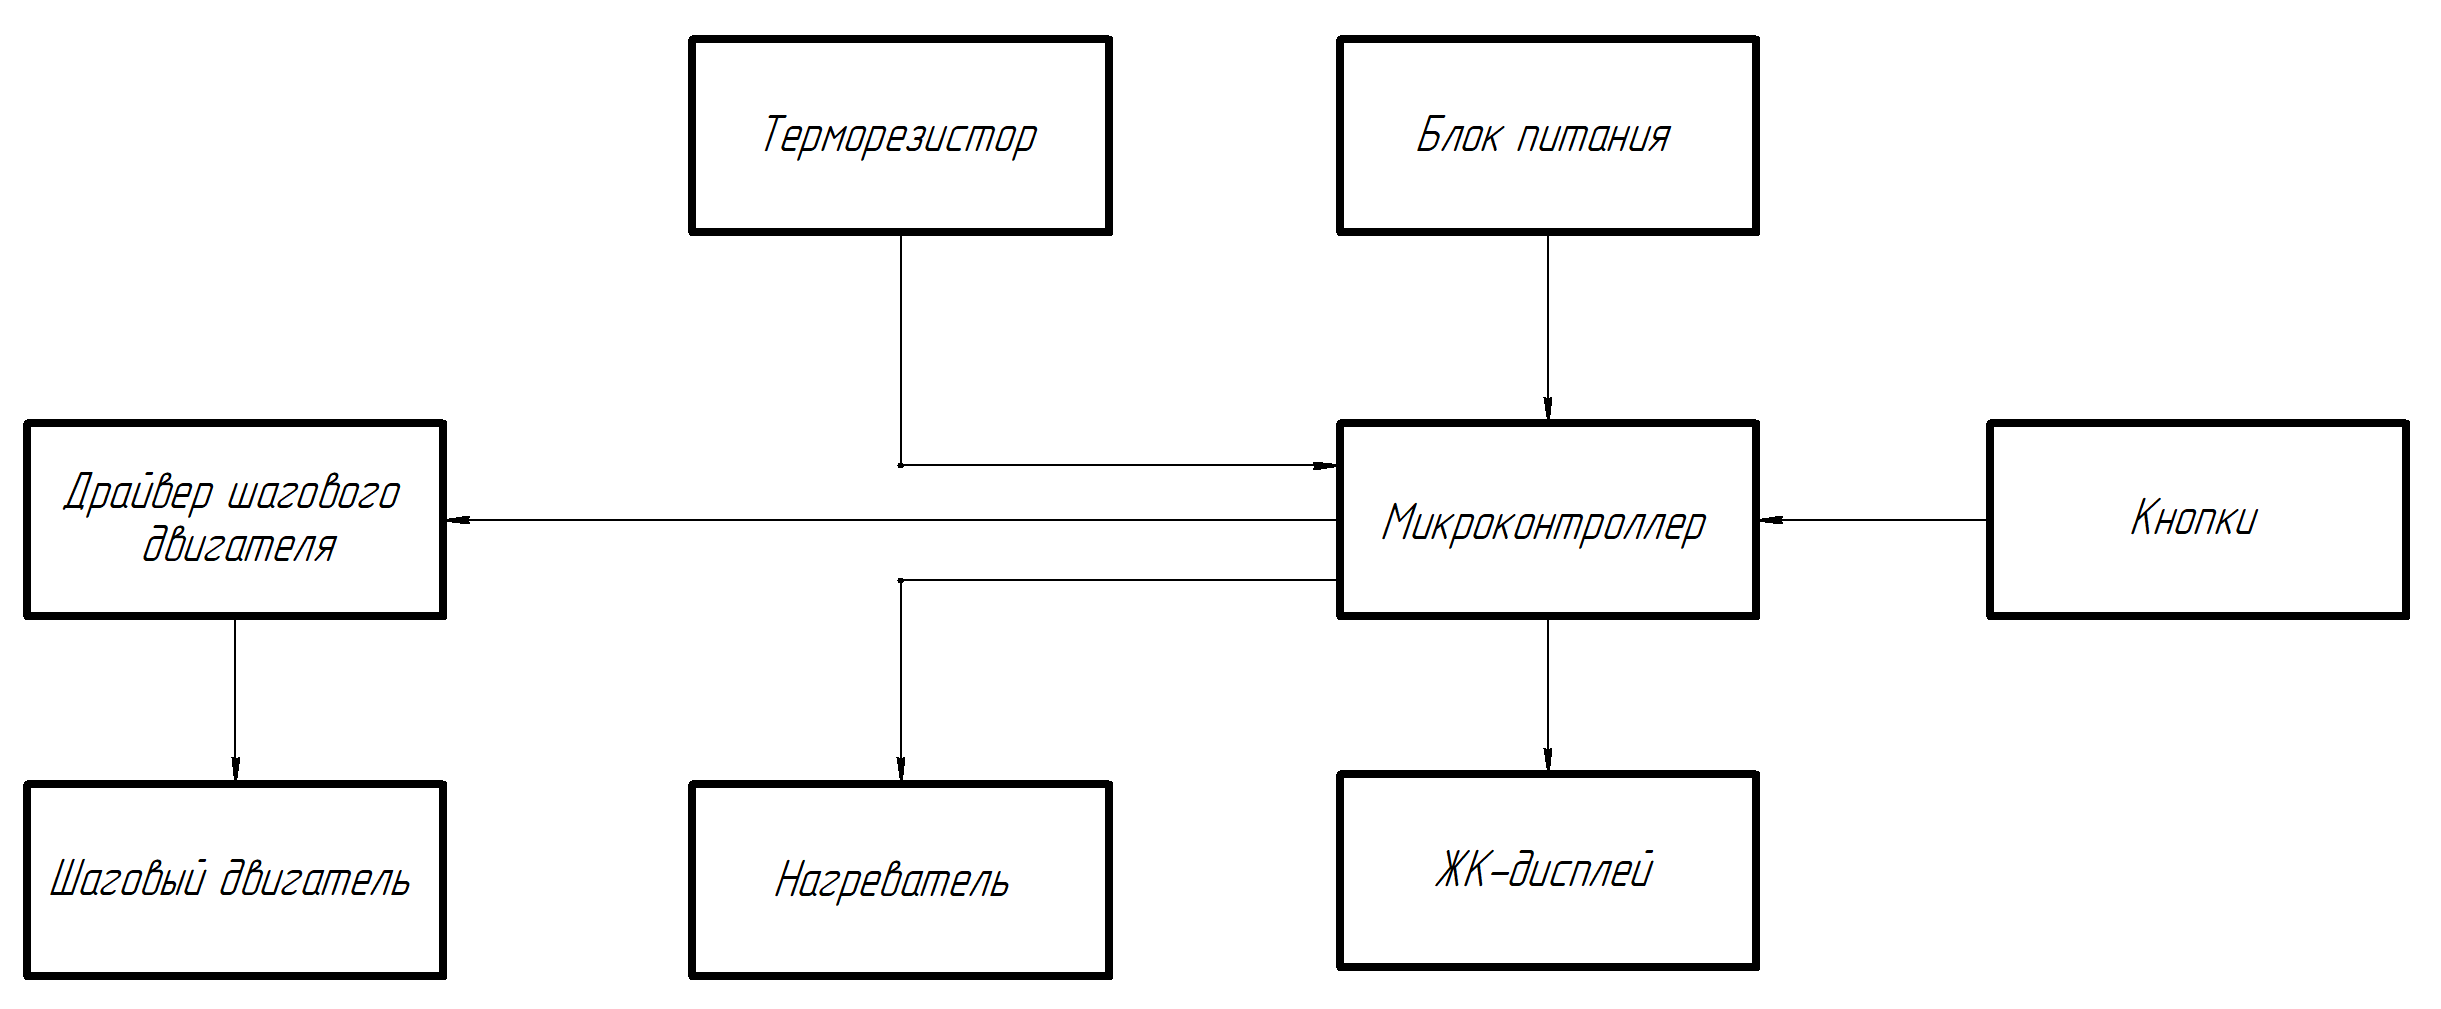 Терморезистор
Блок питания
Драйвер шагового
двигателя
Микроконтроллер
Кнопки
Шаговый двигатель
Нагреватель
ЖК-дисплей